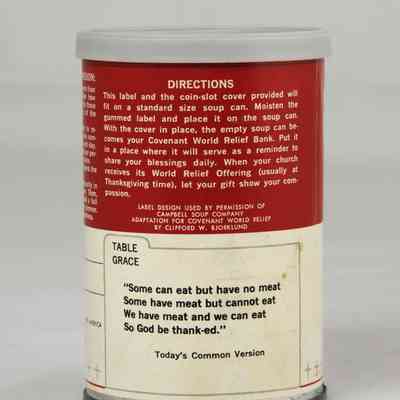 DIRECTIONS
This label and the coin-slot cover provided will
fit on a standard size soup can. Moisten the
gummed label and place it on the soup can.
With the cover in place, the empty soup can be-
comes your Covenant World Relief Bank. Put it
in a place where it will serve as a reminder to
share your blessings daily. When your church
receives its World Relief Offering (usually at
Thanksgiving time), let your gift show your com-
passion.
LABEL DESIGN USED BY PERMISSION OF
CAMPBELL SOUP COMPANY
ADAPTATION FOR COVENANT WORLD RELIEF
BY CLIFFORD W. BJORKLUND
TABLE
GRACE
"Some can eat but have no meat
Some have meat but cannot eat
We have meat and we can eat
So God be thank-ed."
Today's Common Version